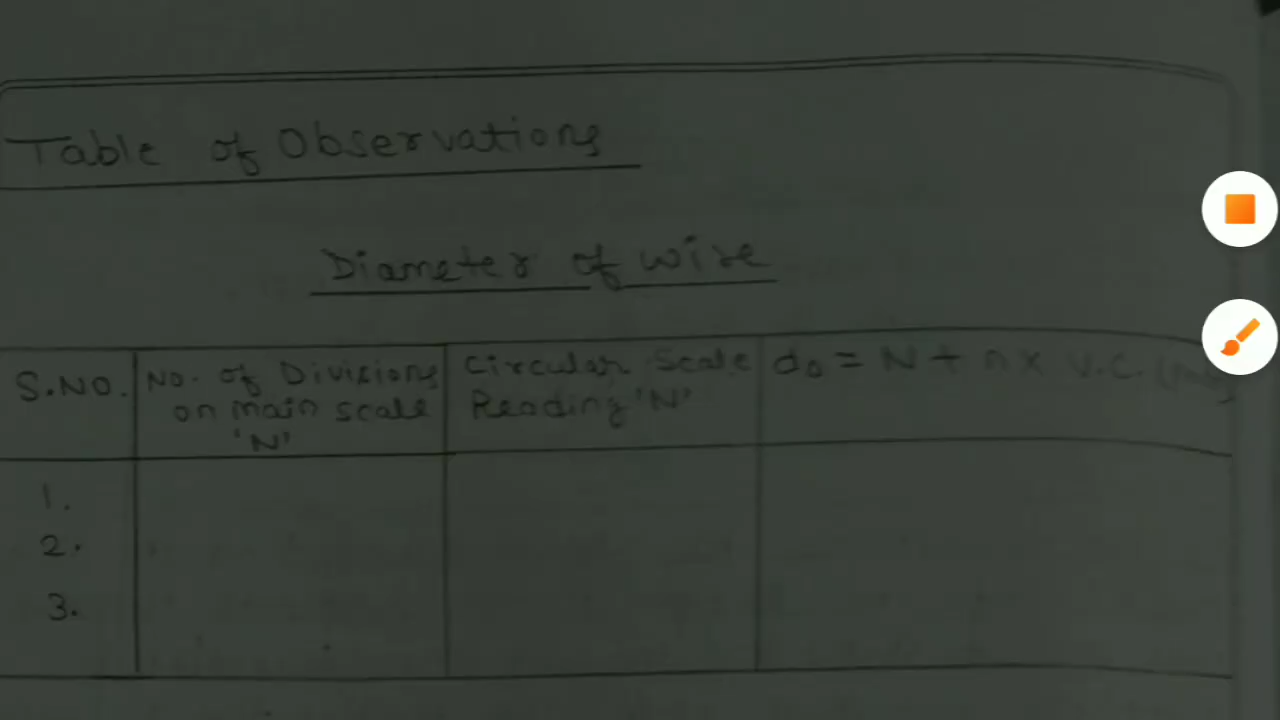 Table of Observations
Diameter of wire
S.NO.
No. of Divisions
on main scale
'N'
Circular Scale
Reading 'N'
do = N + n x V.C.
1.
2.
3.